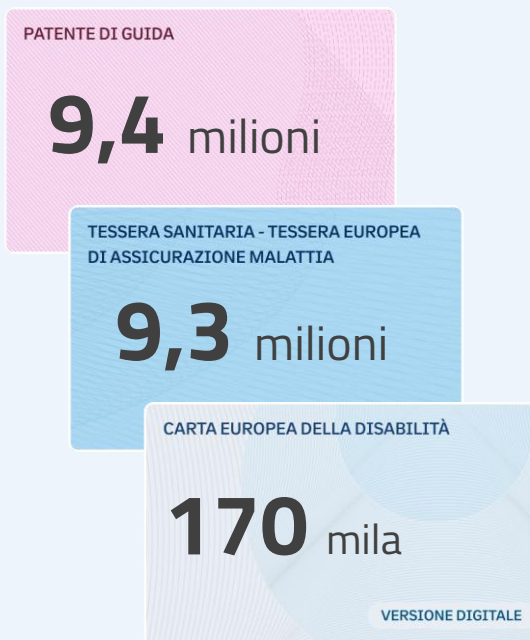 PATENTE DI GUIDA
9,4 milioni
TESSERA SANITARIA - TESSERA EUROPEA
DI ASSICURAZIONE MALATTIA
9,3 milioni
CARTA EUROPEA DELLA DISABILITÀ
170 mila
VERSIONE DIGITALE